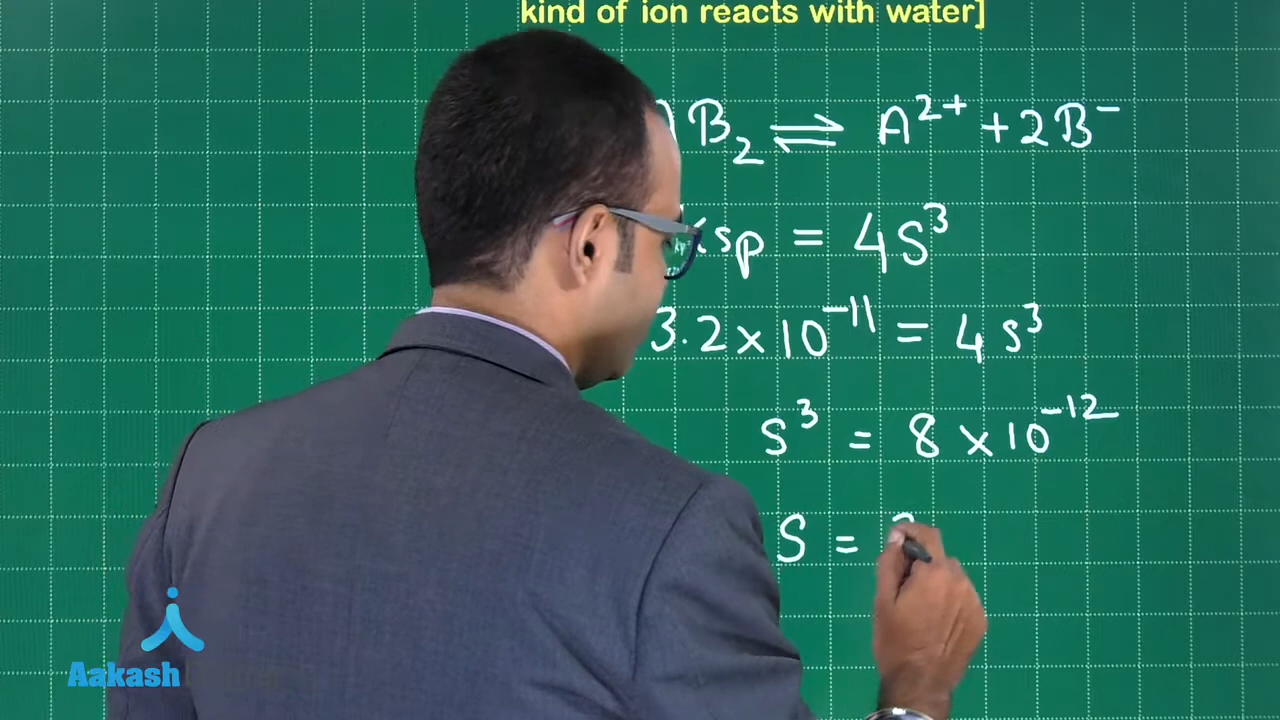 kind of ion reacts with water]
B₂ ⇌ A²⁺ + 2B⁻
Ksp = 4S³
3.2 × 10⁻¹¹ = 4s³
s³ = 8 × 10⁻¹²
S =
Aakash